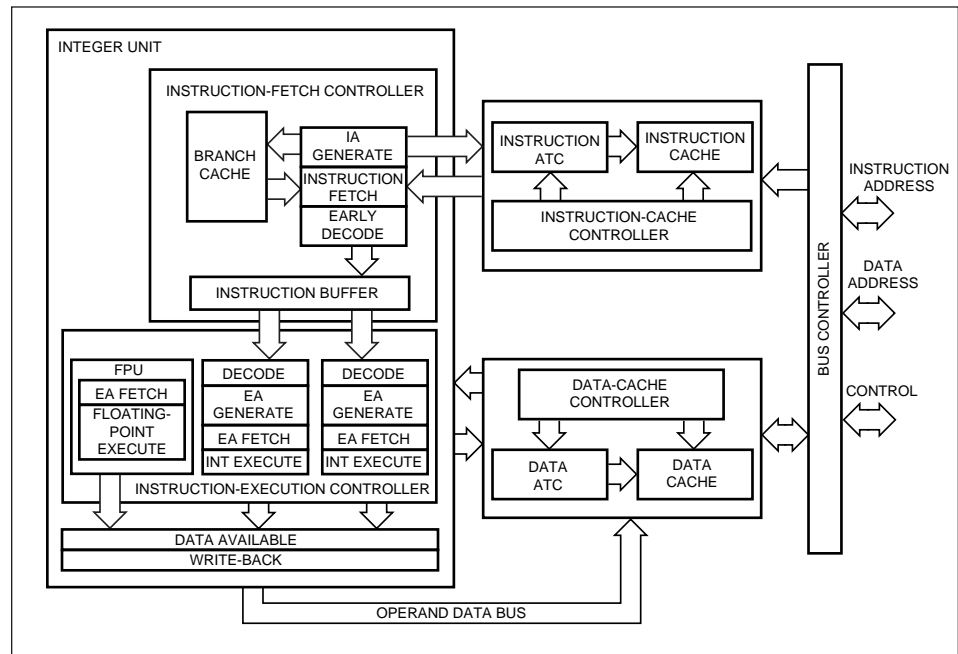 INTEGER UNIT
INSTRUCTION-FETCH CONTROLLER
BRANCH
CACHE
IA
GENERATE
INSTRUCTION
FETCH
EARLY
DECODE
INSTRUCTION BUFFER
INSTRUCTION
ATC
INSTRUCTION
CACHE
INSTRUCTION-CACHE
CONTROLLER
BUS CONTROLLER
INSTRUCTION
ADDRESS
DATA
ADDRESS
CONTROL
FPU
EA FETCH
FLOATING-
POINT
EXECUTE
DECODE
EA
GENERATE
EA FETCH
INT EXECUTE
DECODE
EA
GENERATE
EA FETCH
INT EXECUTE
INSTRUCTION-EXECUTION CONTROLLER
DATA-CACHE
CONTROLLER
DATA
ATC
DATA
CACHE
DATA AVAILABLE
WRITE-BACK
OPERAND DATA BUS